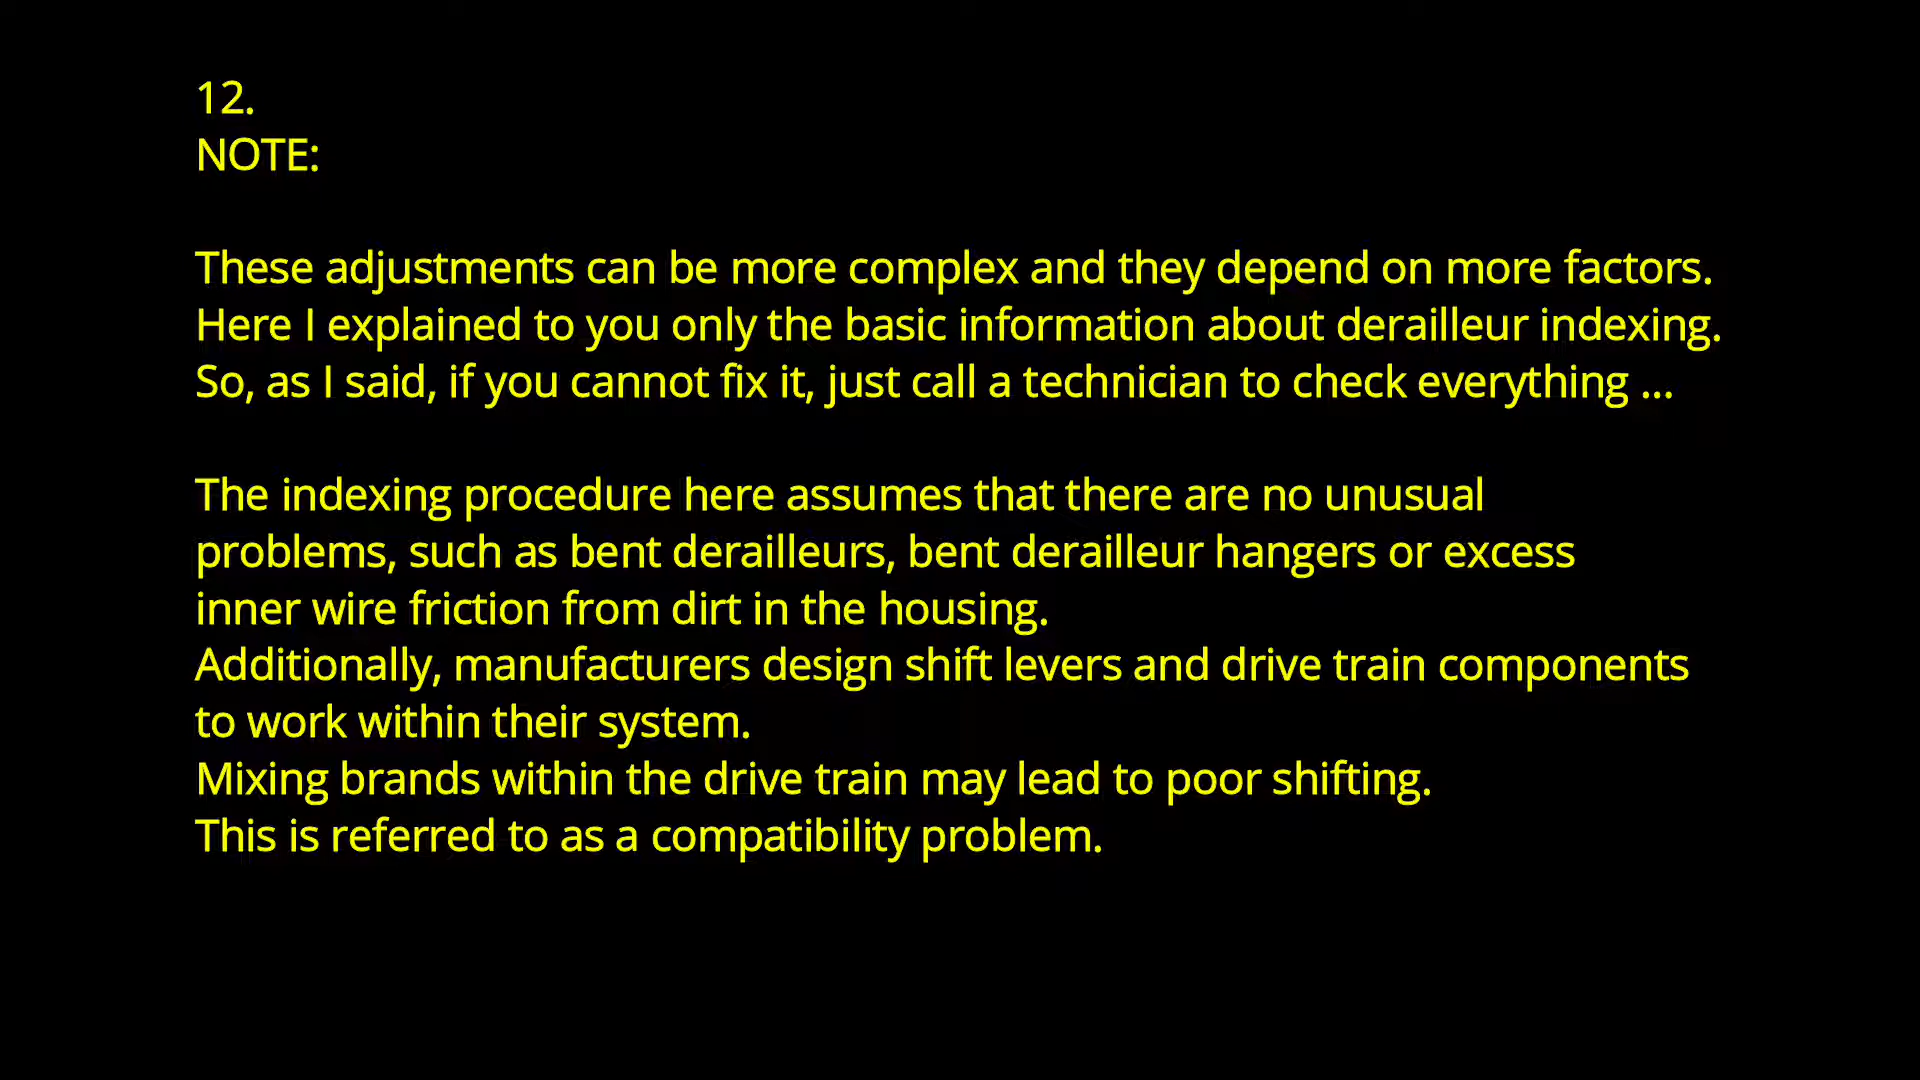 12.
NOTE:
These adjustments can be more complex and they depend on more factors.
Here I explained to you only the basic information about derailleur indexing.
So, as I said, if you cannot fix it, just call a technician to check everything ...
The indexing procedure here assumes that there are no unusual
problems, such as bent derailleurs, bent derailleur hangers or excess
inner wire friction from dirt in the housing.
Additionally, manufacturers design shift levers and drive train components
to work within their system.
Mixing brands within the drive train may lead to poor shifting.
This is referred to as a compatibility problem.